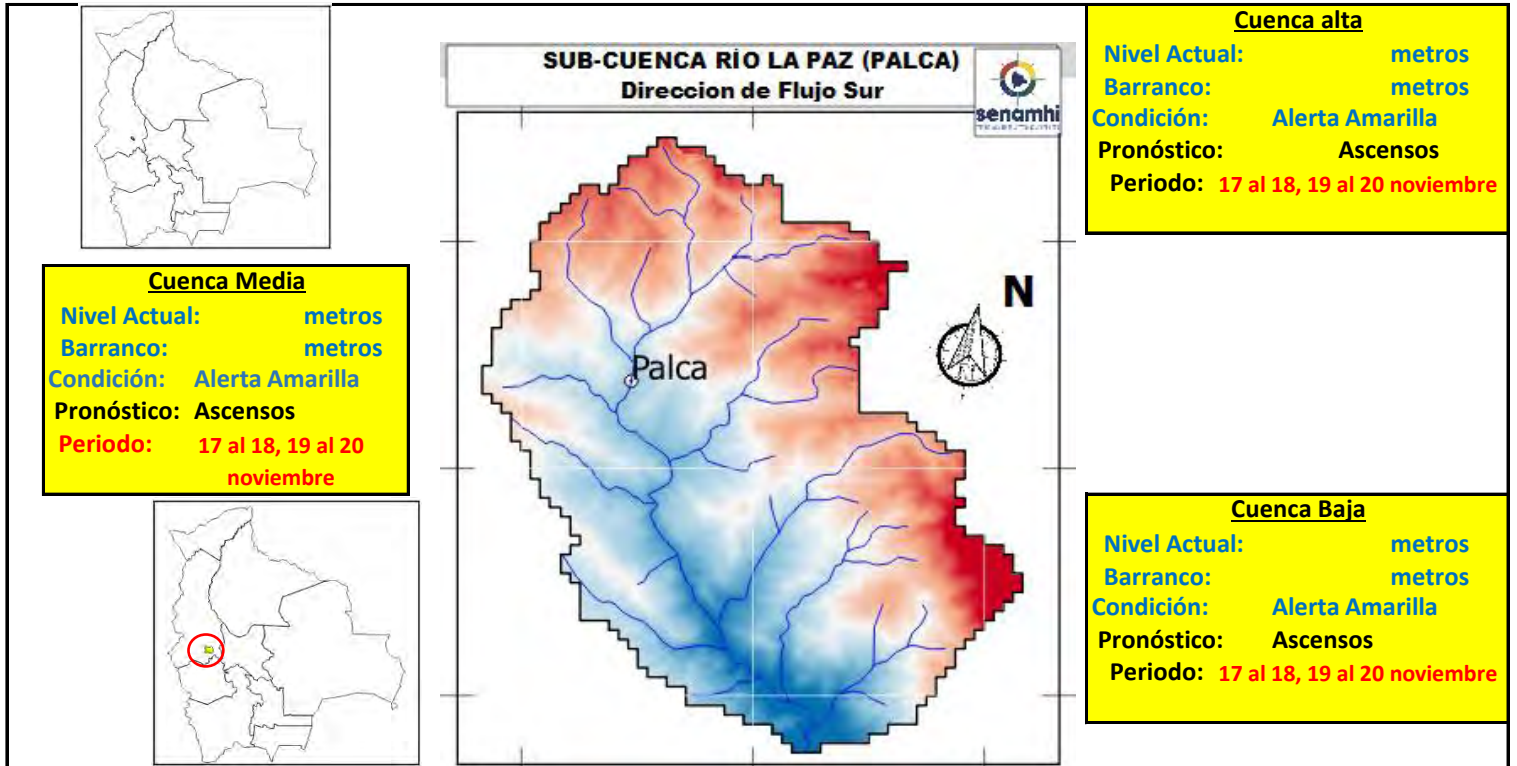 SUB-CUENCA RÍO LA PAZ (PALCA)
Direccion de Flujo Sur
senamhi
Palca
N
Cuenca alta
Nivel Actual: metros
Barranco: metros
Condición: Alerta Amarilla
Pronóstico: Ascensos
Periodo: 17 al 18, 19 al 20 noviembre
Cuenca Media
Nivel Actual: metros
Barranco: metros
Condición: Alerta Amarilla
Pronóstico: Ascensos
Periodo: 17 al 18, 19 al 20
noviembre
Cuenca Baja
Nivel Actual: metros
Barranco: metros
Condición: Alerta Amarilla
Pronóstico: Ascensos
Periodo: 17 al 18, 19 al 20 noviembre